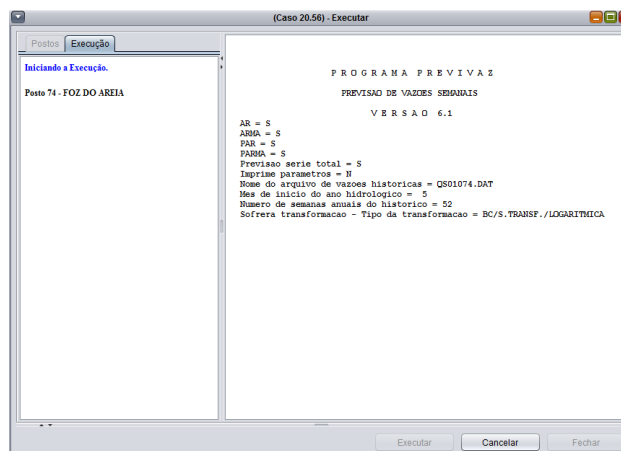 (Caso 20.56) - Executar
Postos Execução
Iniciando a Execução.
Posto 74 - FOZ DO AREIA
P R O G R A M A  P R E V I V A Z
PREVISAO DE VAZOES SEMANAIS
V E R S A O  6.1
AR = S
ARMA = S
PAR = S
PARMA = S
Previsao serie total = S
Imprime parametros = N
Nome do arquivo de vazoes historicas = QS01074.DAT
Mes de inicio do ano hidrologico =  5
Numero de semanas anuais do historico = 52
Sofrera transformacao - Tipo da transformacao = BC/S.TRANSF./LOGARITMICA
Executar Cancelar Fechar